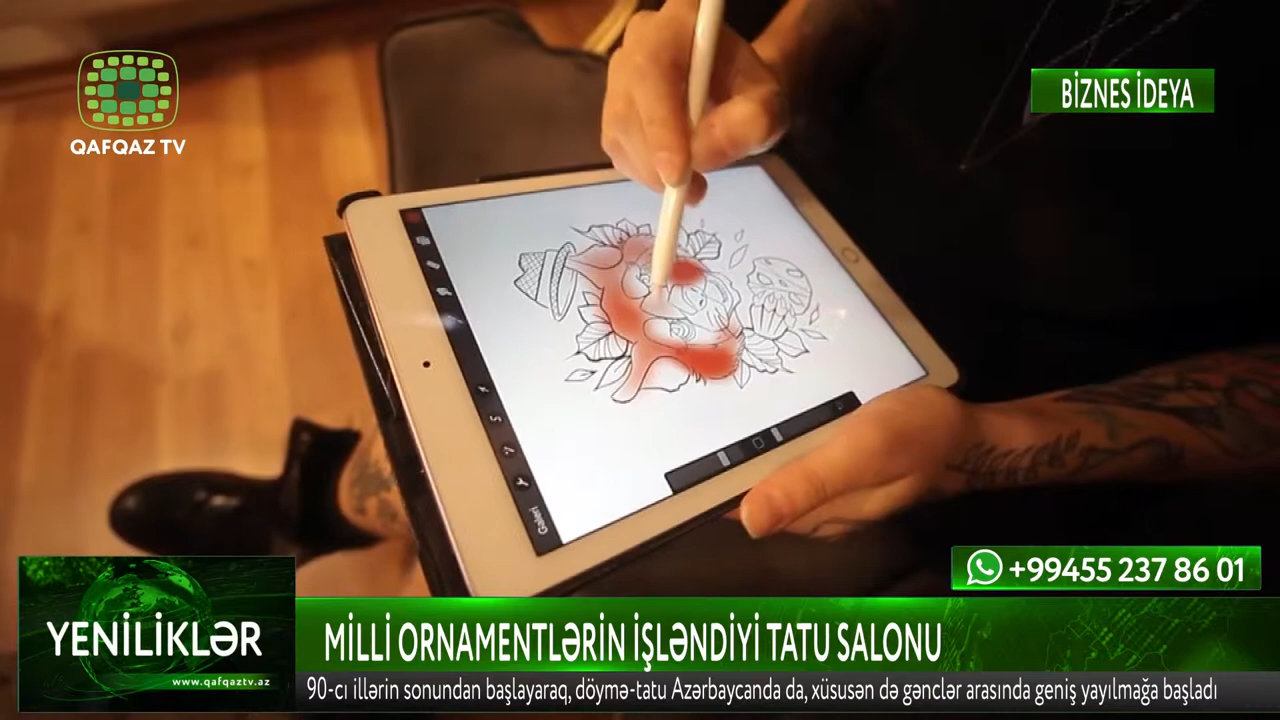 QAFQAZ TV
BİZNES İDEYA
Galeri
+99455 237 86 01
YENİLİKLƏR
www.qafqaztv.az
MİLLİ ORNAMENTLƏRİN İŞLƏNDİYİ TATU SALONU
90-cı illərin sonundan başlayaraq, döymə-tatu Azərbaycanda da, xüsusən də gənclər arasında geniş yayılmağa başladı